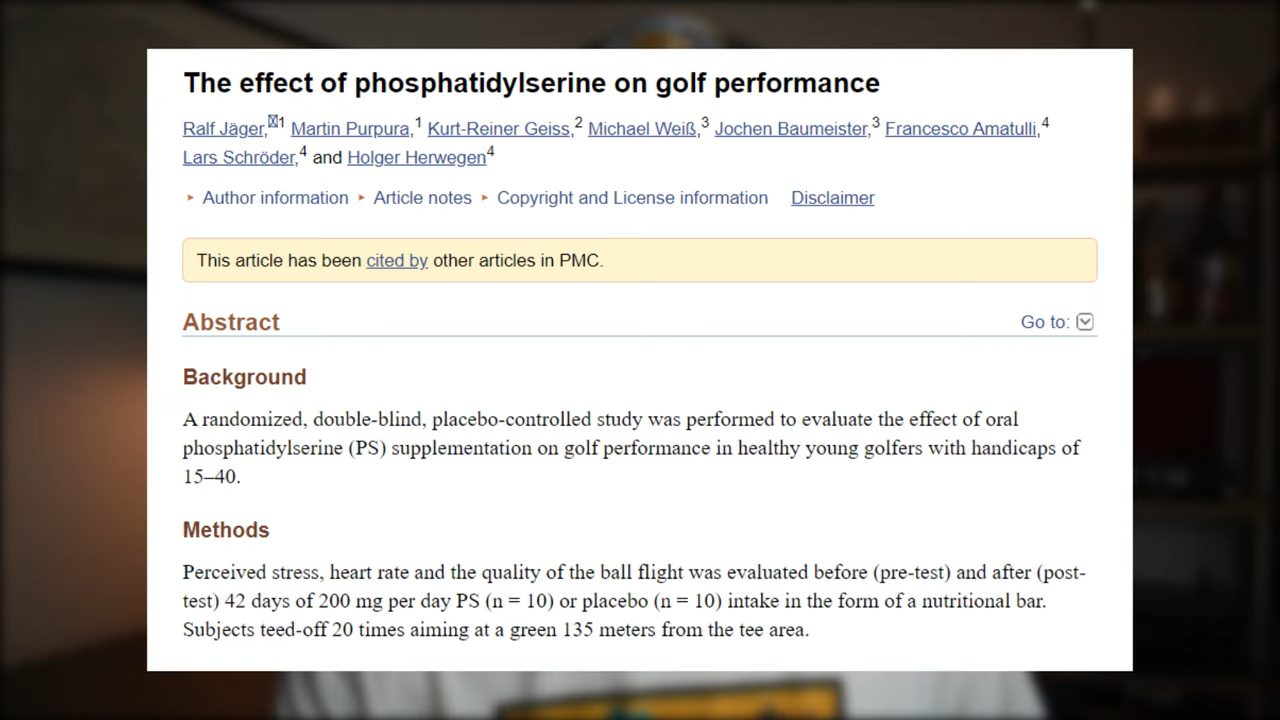 The effect of phosphatidylserine on golf performance
Ralf Jäger,1 Martin Purpura,1 Kurt-Reiner Geiss,2 Michael Weiß,3 Jochen Baumeister,3 Francesco Amatulli,4
Lars Schröder,4 and Holger Herwegen4
Author information Article notes Copyright and License information Disclaimer
This article has been cited by other articles in PMC.
Abstract Go to:
Background
A randomized, double-blind, placebo-controlled study was performed to evaluate the effect of oral
phosphatidylserine (PS) supplementation on golf performance in healthy young golfers with handicaps of
15–40.
Methods
Perceived stress, heart rate and the quality of the ball flight was evaluated before (pre-test) and after (post-
test) 42 days of 200 mg per day PS (n = 10) or placebo (n = 10) intake in the form of a nutritional bar.
Subjects teed-off 20 times aiming at a green 135 meters from the tee area.